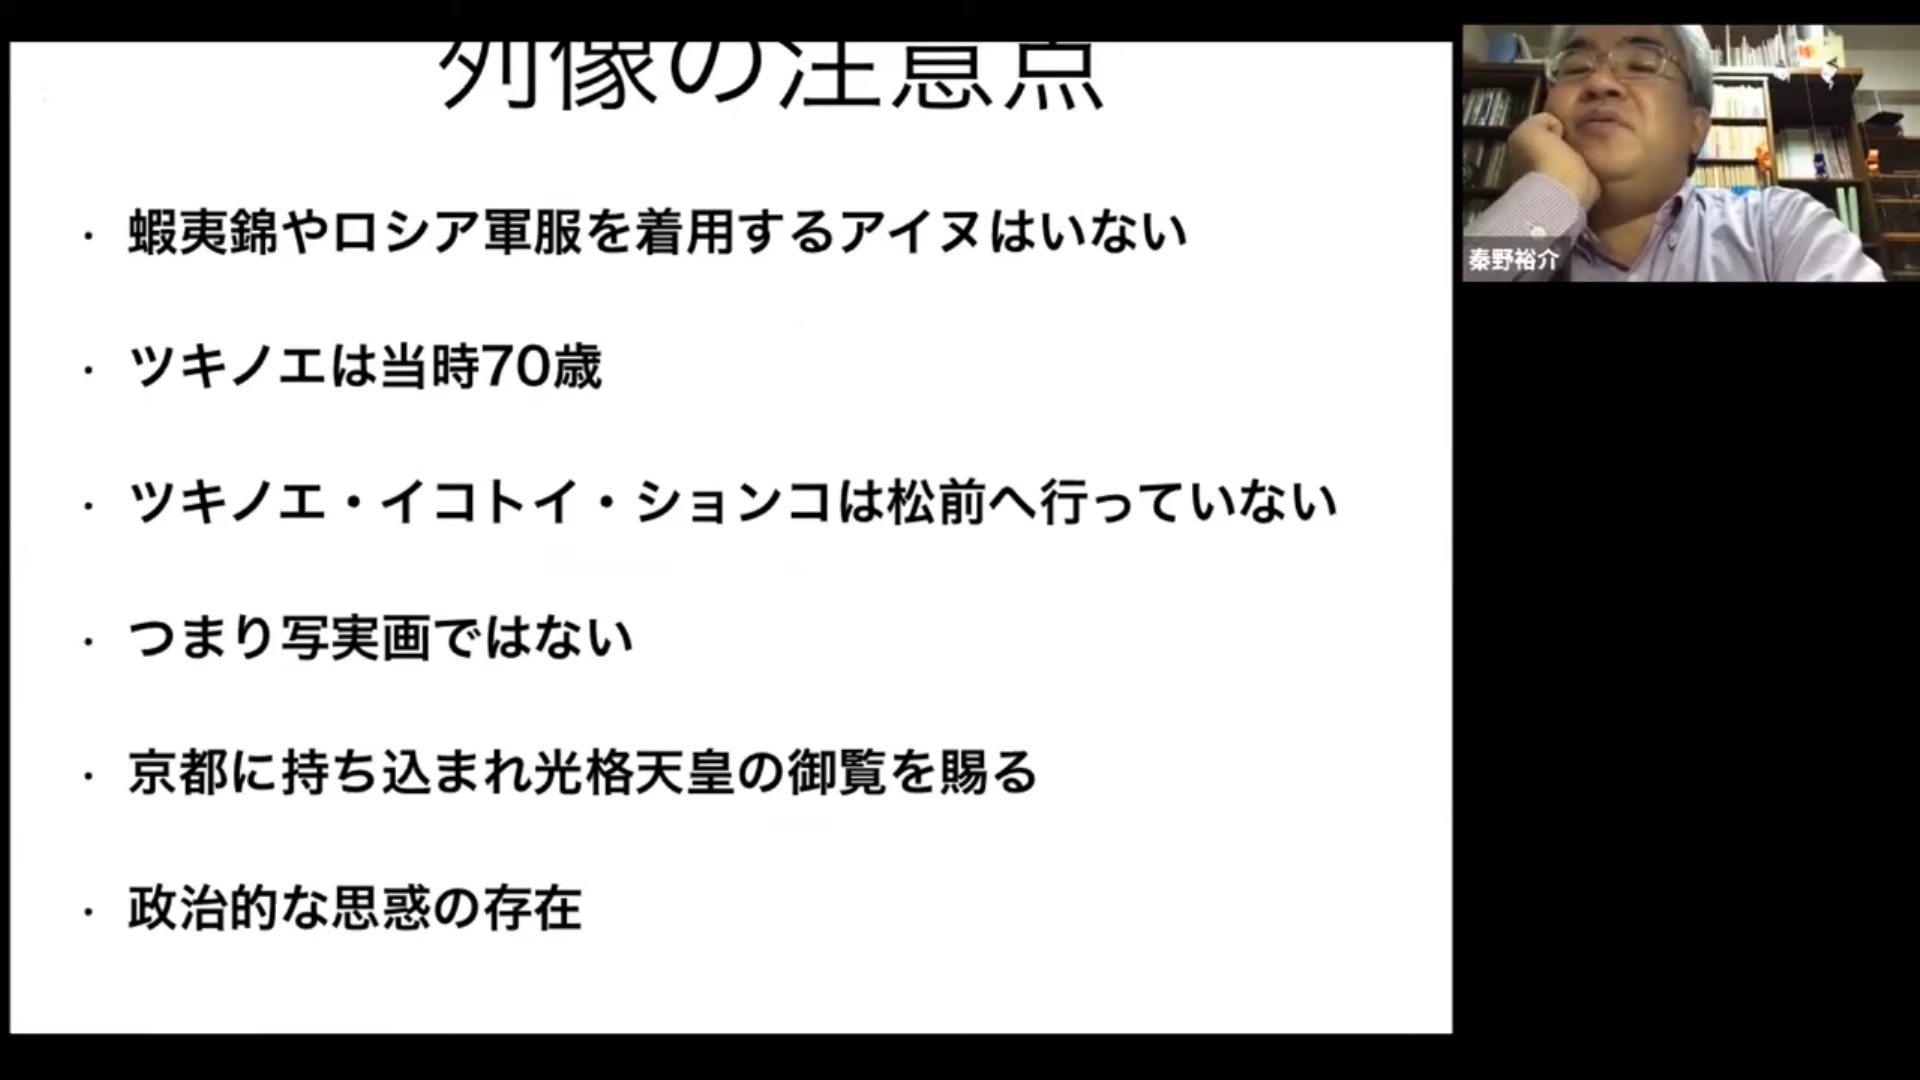 列像の注意点
・蝦夷錦やロシア軍服を着用するアイヌはいない
・ツキノエは当時70歳
・ツキノエ・イコトイ・ションコは松前へ行っていない
・つまり写実画ではない
・京都に持ち込まれ光格天皇の御覧を賜る
・政治的な思惑の存在
秦野裕介